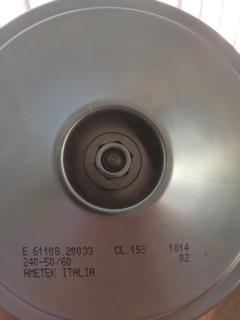 E 61108.20033 CL.155 1814
240-50/60 02
AMETEK ITALIA